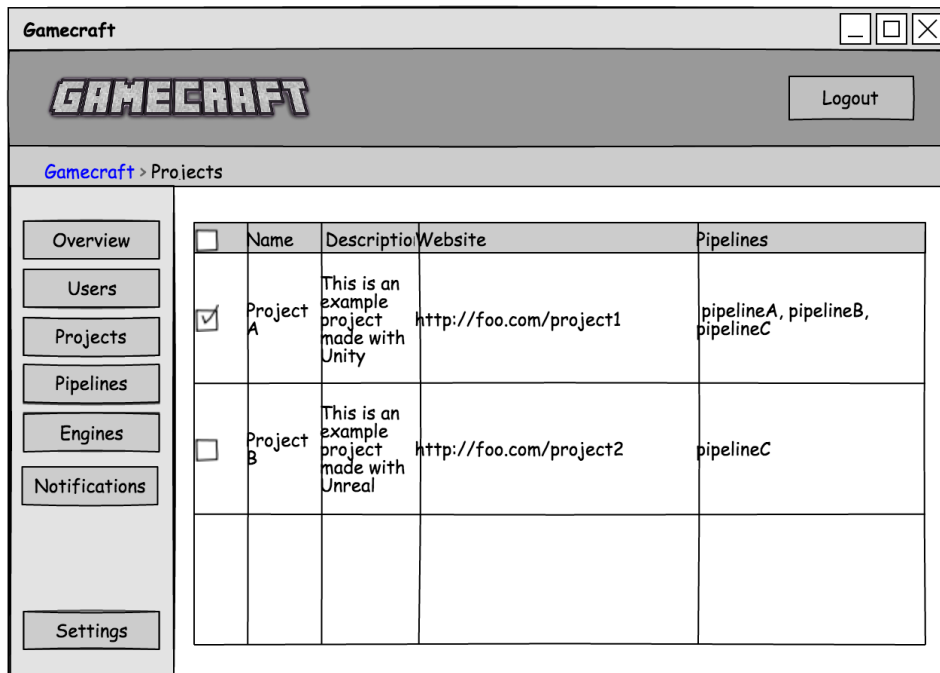 Gamecraft
GAMECRAFT
Logout
Gamecraft > Projects
Overview
Users
Projects
Pipelines
Engines
Notifications
Settings
Name Description Website Pipelines
Project
A
This is an
example
project
made with
Unity
http://foo.com/project1
pipelineA, pipelineB,
pipelineC
Project
B
This is an
example
project
made with
Unreal
http://foo.com/project2
pipelineC